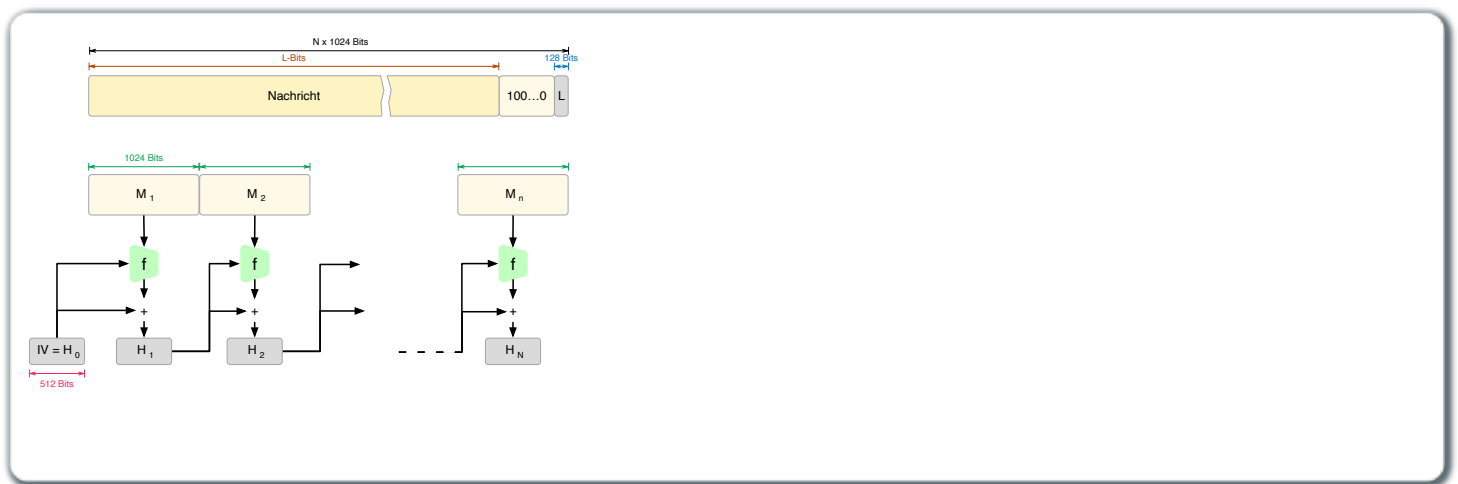 N x 1024 Bits
L-Bits
128 Bits
Nachricht
100...0
L
1024 Bits
M 1
M 2
M n
f
f
f
+
+
+
IV = H 0
H 1
H 2
H N
512 Bits